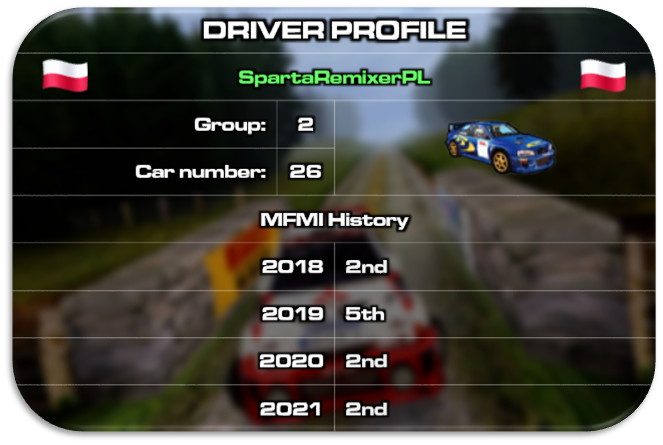 DRIVER PROFILE
SpartaRemixerPL
Group: 2
Car number: 26
MFMI History
2018 2nd
2019 5th
2020 2nd
2021 2nd